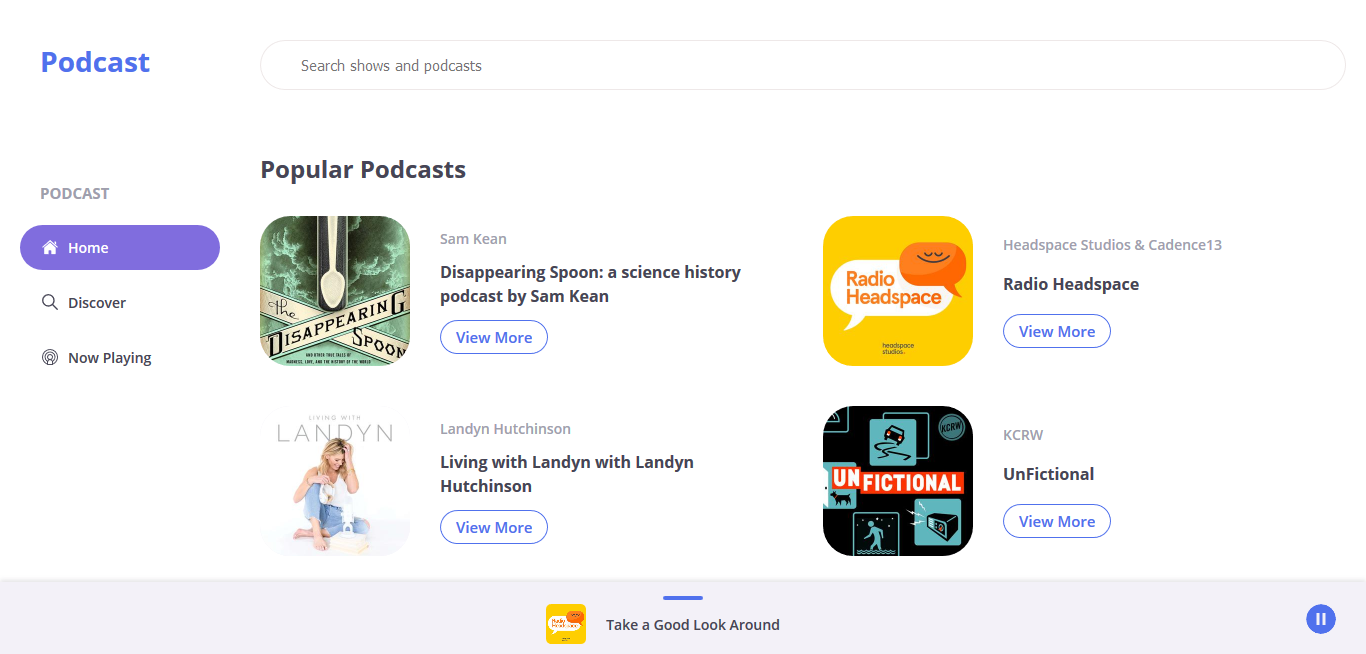 Podcast
Search shows and podcasts
PODCAST
Home
Discover
Now Playing
Popular Podcasts
the
DISAPPEARING
SPOON
AND OTHER TRUE TALES OF
MADNESS, LOVE, AND THE HISTORY OF THE WORLD
Sam Kean
Disappearing Spoon: a science history
podcast by Sam Kean
View More
Radio
Headspace
headspace
studios.
Headspace Studios & Cadence13
Radio Headspace
View More
LIVING WITH
LANDYN
Landyn Hutchinson
Living with Landyn with Landyn
Hutchinson
View More
KCRW
UNFICTIONAL
KCRW
UnFictional
View More
Radio
Headspace
Take a Good Look Around